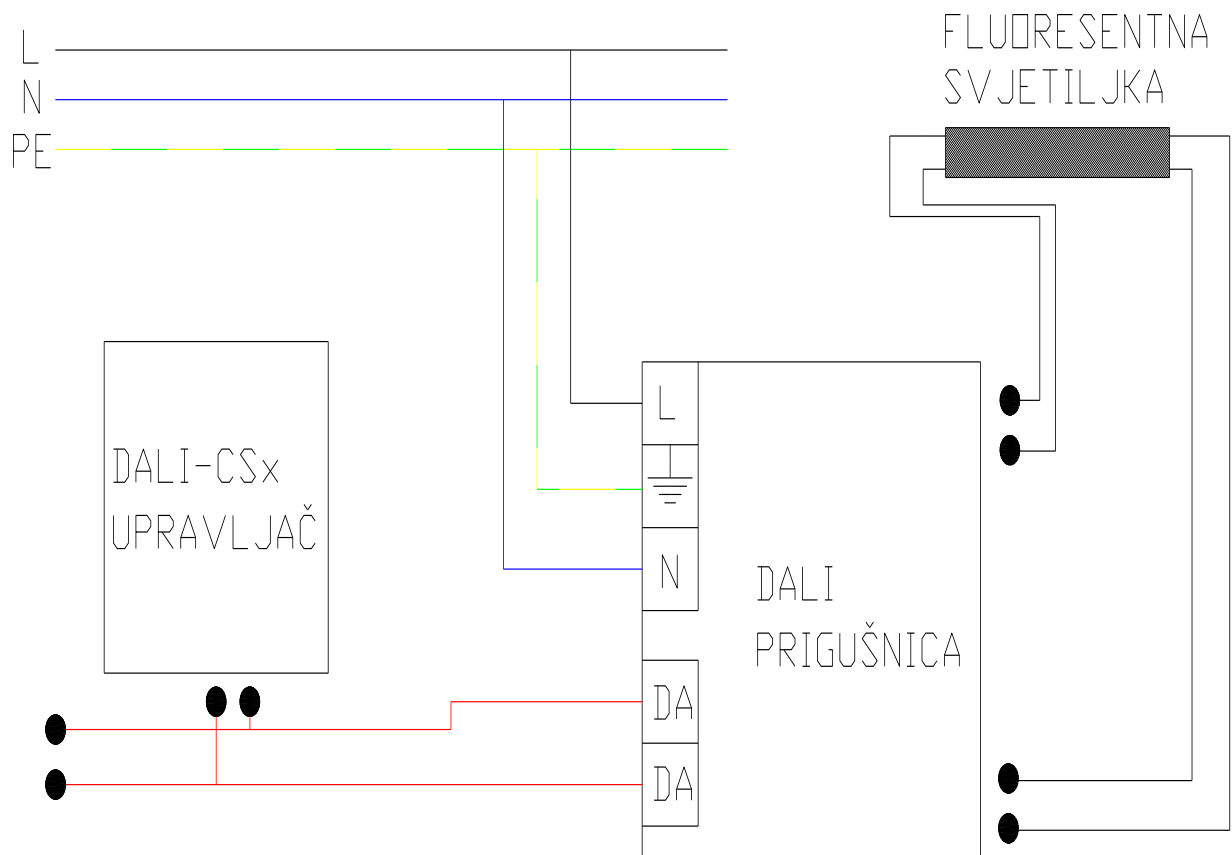 L
N
PE
FLUORESENTNA
SVJETILJKA
DALI-CSx
UPRAVLJAČ
L
N
DA
DA
DALI
PRIGUŠNICA